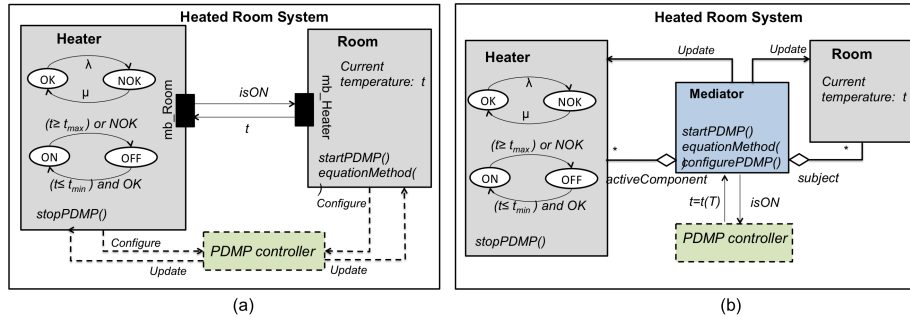 (a)
Heated Room System
Heater
λ
OK
NOK
μ
(t≥ tmax) or NOK
ON
OFF
(t≤ tmin) and OK
stopPDMP()
mb_Room
isON
t
mb_Heater
Room
Current
temperature: t
startPDMP()
equationMethod(
)
Configure
Configure
PDMP controller
Update
Update
(b)
Heated Room System
Heater
λ
OK
NOK
μ
(t≥ tmax) or NOK
ON
OFF
(t≤ tmin) and OK
stopPDMP()
Update
Update
Mediator
startPDMP()
equationMethod(
configurePDMP()
*
activeComponent
*
subject
Room
Current
temperature: t
t=t(T)
isON
PDMP controller
(a)
(b)